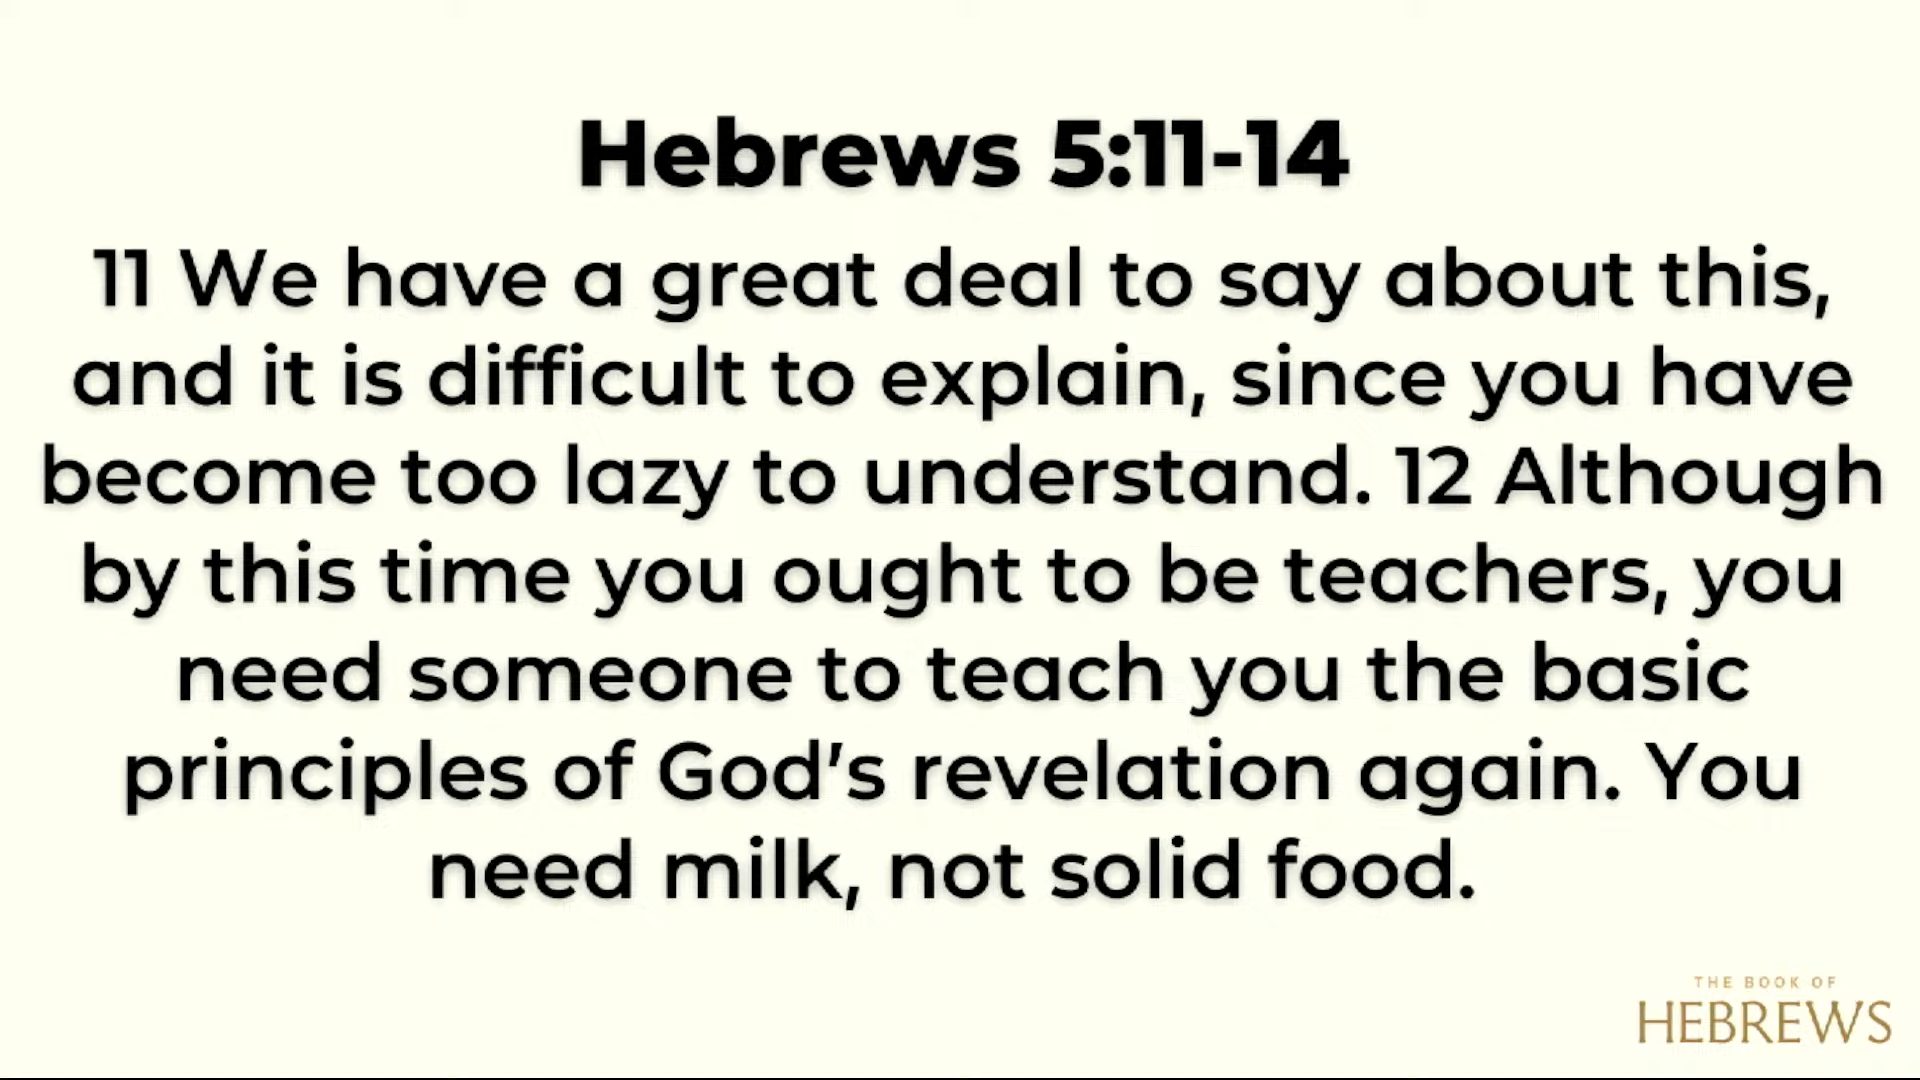 Hebrews 5:11-14
11 We have a great deal to say about this,
and it is difficult to explain, since you have
become too lazy to understand. 12 Although
by this time you ought to be teachers, you
need someone to teach you the basic
principles of God’s revelation again. You
need milk, not solid food.
THE BOOK OF
HEBREWS